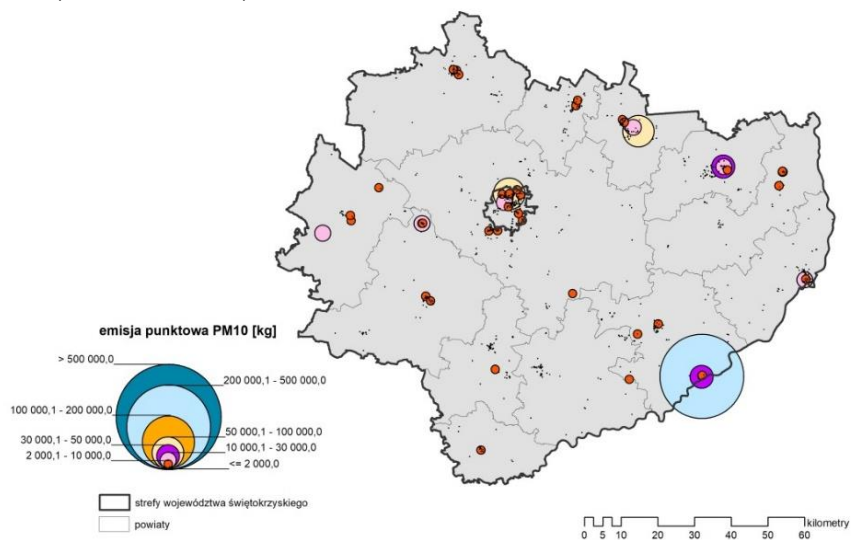 emisja punktowa PM10 [kg]
> 500 000,0
200 000,1 - 500 000,0
100 000,1 - 200 000,0
50 000,1 - 100 000,0
30 000,1 - 50 000,0
10 000,1 - 30 000,0
2 000,1 - 10 000,0
<= 2 000,0
strefy województwa świętokrzyskiego
powiaty
kilometry
0 5 10 20 30 40 50 60